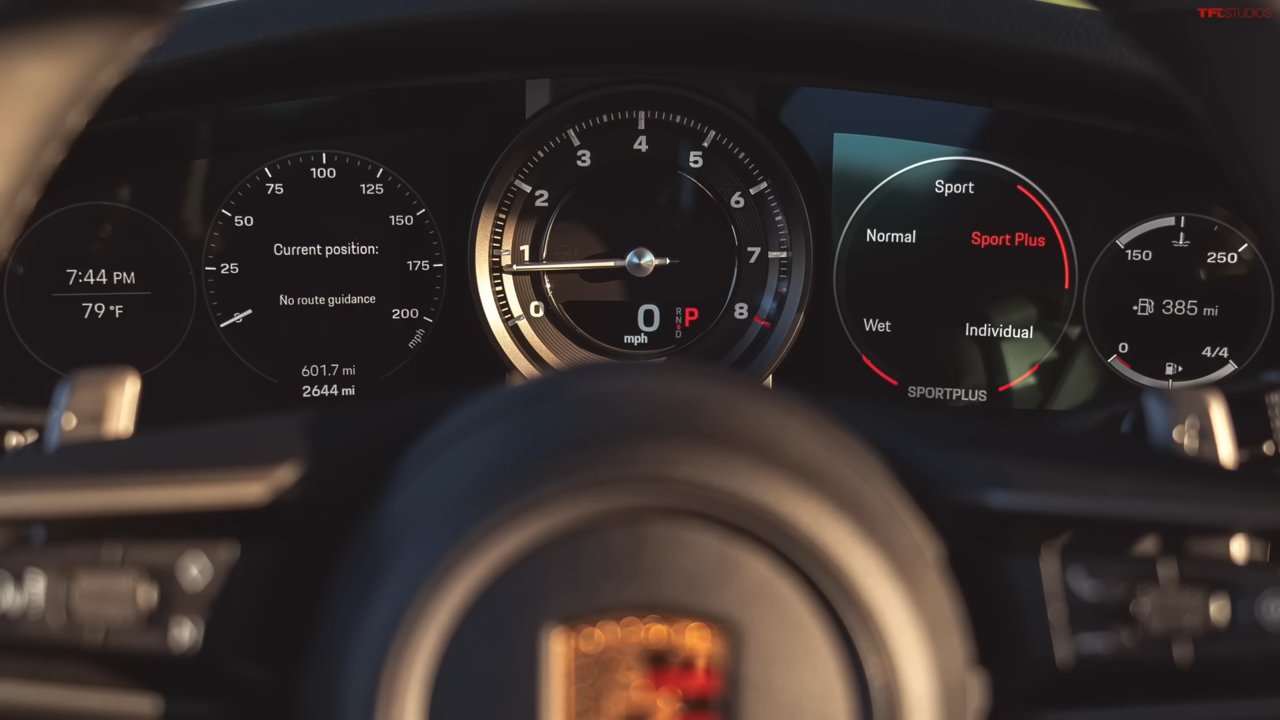 TFLSTUDIOS
7:44 PM
79 °F
0 25 50 75 100 125 150 175 200
mph
Current position:
No route guidance
601.7 mi
2644 mi
0 1 2 3 4 5 6 7 8
0
mph
R
N
D
P
Sport
Normal
Sport Plus
Wet
Individual
SPORTPLUS
150 250
385 mi
0 4/4